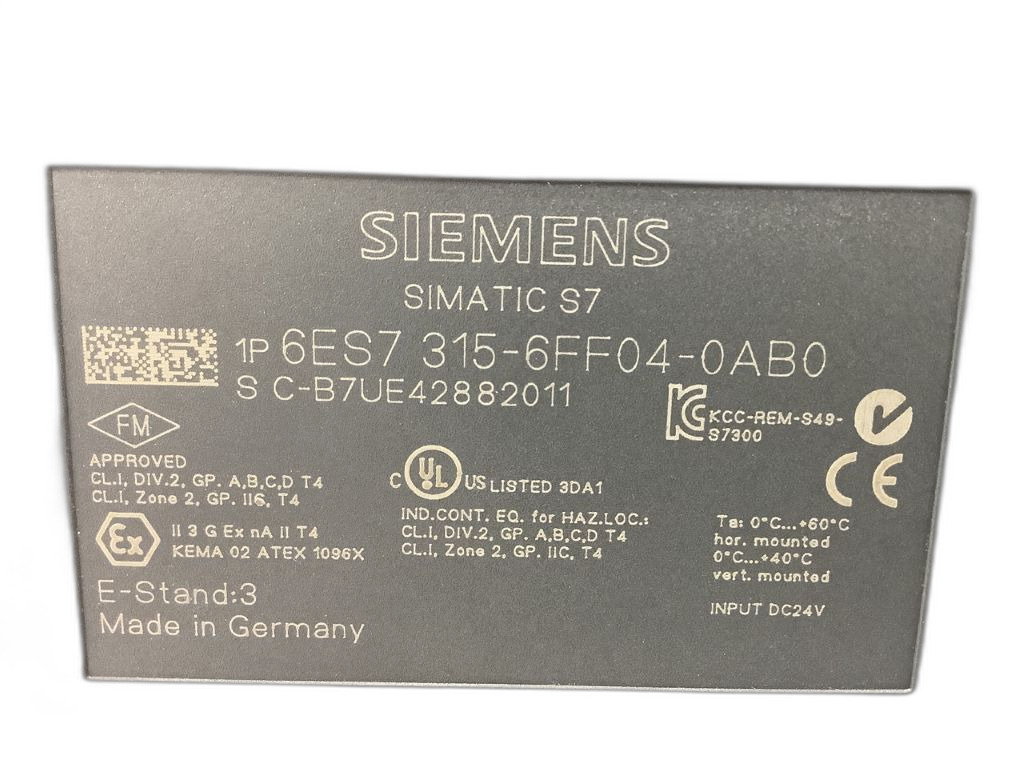 SIEMENS
SIMATIC S7
1P 6ES7 315-6FF04-0AB0
S C-B7UE42882011
KCC-REM-S49-
S7300
FM
APPROVED
CL.I, DIV.2, GP. A,B,C,D T4
CL.I, Zone 2, GP. IIC, T4
C UL US LISTED 3DA1
IND.CONT. EQ. for HAZ.LOC.:
CL.I, DIV.2, GP. A,B,C,D T4
CL.I, Zone 2, GP. IIC, T4
CE
Ex II 3 G Ex nA II T4
KEMA 02 ATEX 1096X
Ta: 0°C...+60°C
hor. mounted
0°C...+40°C
vert. mounted
INPUT DC24V
E-Stand:3
Made in Germany